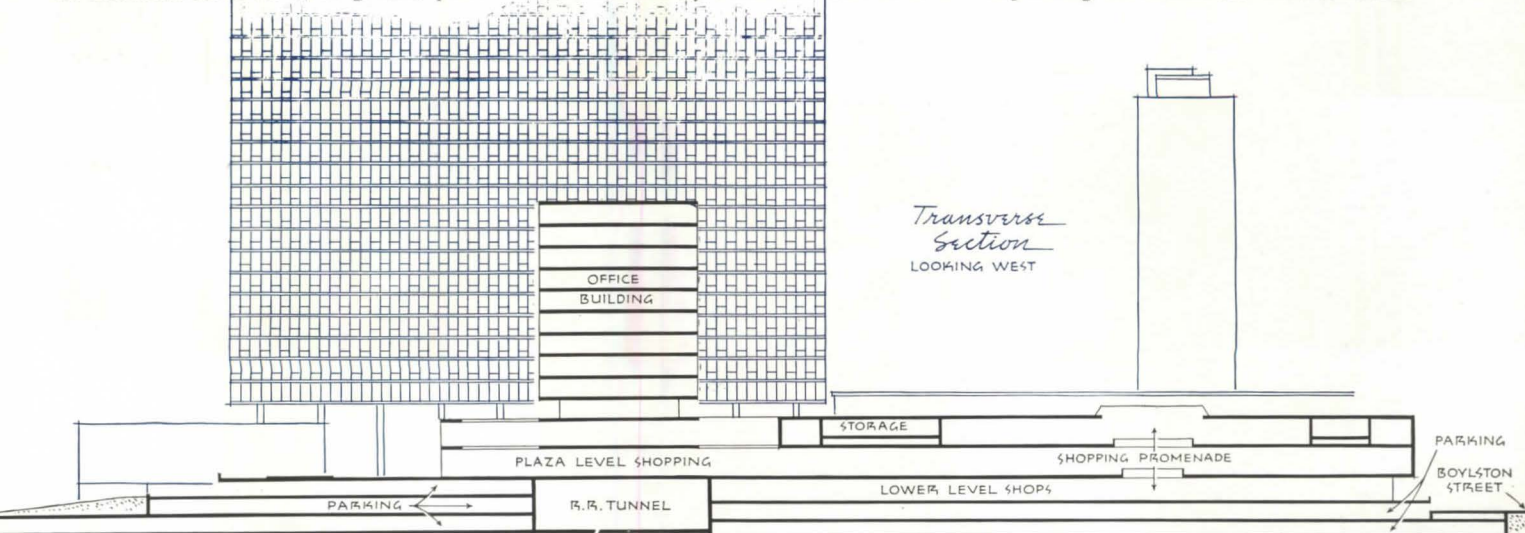 Transverse
Section
LOOKING WEST
OFFICE
BUILDING
STORAGE
PARKING
PLAZA LEVEL SHOPPING
SHOPPING PROMENADE
BOYLSTON
STREET
LOWER LEVEL SHOPS
PARKING
R.R. TUNNEL